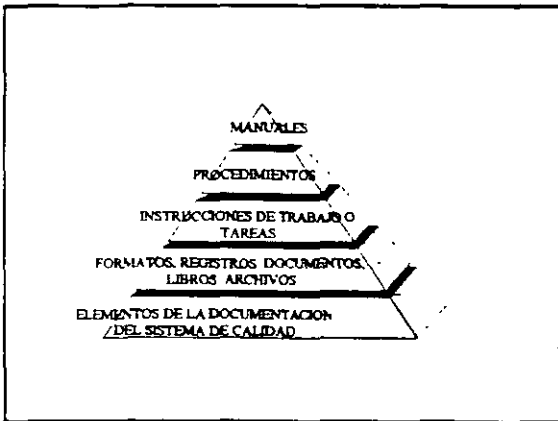 MANUALES
PROCEDIMIENTOS
INSTRUCCIONES DE TRABAJO O
TAREAS
FORMATOS, REGISTROS DOCUMENTOS,
LIBROS ARCHIVOS
ELEMENTOS DE LA DOCUMENTACION
DEL SISTEMA DE CALIDAD